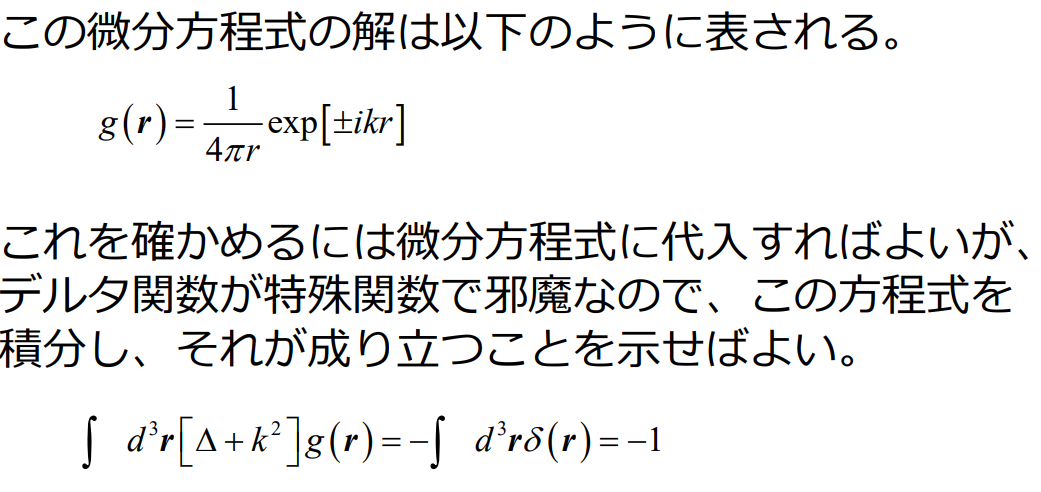 この微分方程式の解は以下のように表される。
g(r) = 1/(4πr) exp[±ikr]
これを確かめるには微分方程式に代入すればよいが、
デルタ関数が特殊関数で邪魔なので、この方程式を
積分し、それが成り立つことを示せばよい。
∫ d³r[Δ + k²]g(r) = −∫ d³rδ(r) = −1